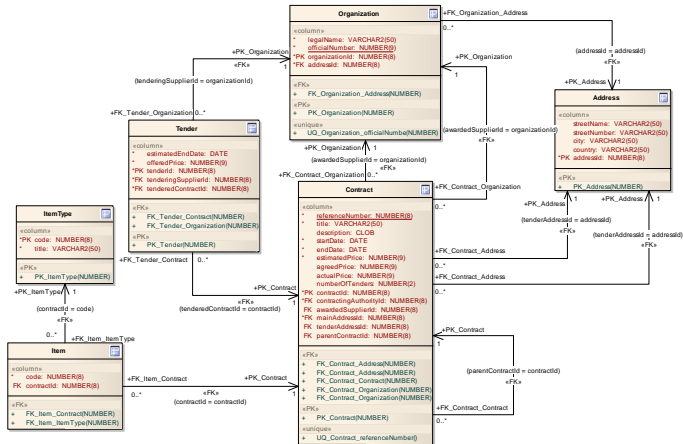 Organization
«column»
* legalName: VARCHAR2(50)
* officialNumber: NUMBER(9)
*PK organizationId: NUMBER(8)
*FK addressId: NUMBER(8)
«FK»
+ FK_Organization_Address(NUMBER)
«PK»
+ PK_Organization(NUMBER)
«unique»
+ UQ_Organization_officialNumbe(NUMBER)
+FK_Organization_Address
0..*
(addressId = addressId)
«FK»
+PK_Address
1
Address
«column»
streetName: VARCHAR2(50)
streetNumber: VARCHAR2(50)
city: VARCHAR2(50)
country: VARCHAR2(50)
*PK addressId: NUMBER(8)
«PK»
+ PK_Address(NUMBER)
+PK_Organization
«FK»
1
(tenderingSupplierId = organizationId)
+FK_Tender_Organization
0..*
Tender
«column»
* estimatedEndDate: DATE
* offeredPrice: NUMBER(9)
*PK tenderId: NUMBER(8)
*FK tenderingSupplierId: NUMBER(8)
*FK tenderedContractId: NUMBER(8)
«FK»
+ FK_Tender_Contract(NUMBER)
+ FK_Tender_Organization(NUMBER)
«PK»
+ PK_Tender(NUMBER)
+PK_Organization
1
(awardedSupplierId = organizationId)
«FK»
+FK_Contract_Organization
0..*
+PK_Organization
1
(awardedSupplierId = organizationId)
«FK»
+FK_Contract_Organization
0..*
Contract
«column»
* referenceNumber: NUMBER(8)
* title: VARCHAR2(50)
description: CLOB
* startDate: DATE
* endDate: DATE
* estimatedPrice: NUMBER(9)
agreedPrice: NUMBER(9)
actualPrice: NUMBER(9)
numberOfTenders: NUMBER(2)
*PK contractId: NUMBER(8)
*FK contractingAuthorityId: NUMBER(8)
FK awardedSupplierId: NUMBER(8)
*FK mainAddressId: NUMBER(8)
FK tenderAddressId: NUMBER(8)
FK parentContractId: NUMBER(8)
«FK»
+ FK_Contract_Address(NUMBER)
+ FK_Contract_Address(NUMBER)
+ FK_Contract_Contract(NUMBER)
+ FK_Contract_Organization(NUMBER)
+ FK_Contract_Organization(NUMBER)
«PK»
+ PK_Contract(NUMBER)
«unique»
+ UQ_Contract_referenceNumber()
+PK_Address
1
(tenderAddressId = addressId)
«FK»
+FK_Contract_Address
0..*
+PK_Address
1
(tenderAddressId = addressId)
«FK»
+FK_Contract_Address
0..*
+PK_Contract
1
(parentContractId = contractId)
«FK»
+FK_Contract_Contract
0..*
ItemType
«column»
*PK code: NUMBER(8)
* title: VARCHAR2(50)
«PK»
+ PK_ItemType(NUMBER)
+PK_ItemType
1
(contractId = code)
«FK»
0..*
+FK_Item_ItemType
+FK_Tender_Contract
0..*
+PK_Contract
«FK»
1
(tenderedContractId = contractId)
Item
«column»
* code: NUMBER(8)
FK contractId: NUMBER(8)
«FK»
+ FK_Item_Contract(NUMBER)
+ FK_Item_ItemType(NUMBER)
+FK_Item_Contract
0..*
+PK_Contract
«FK»
1
(contractId = contractId)